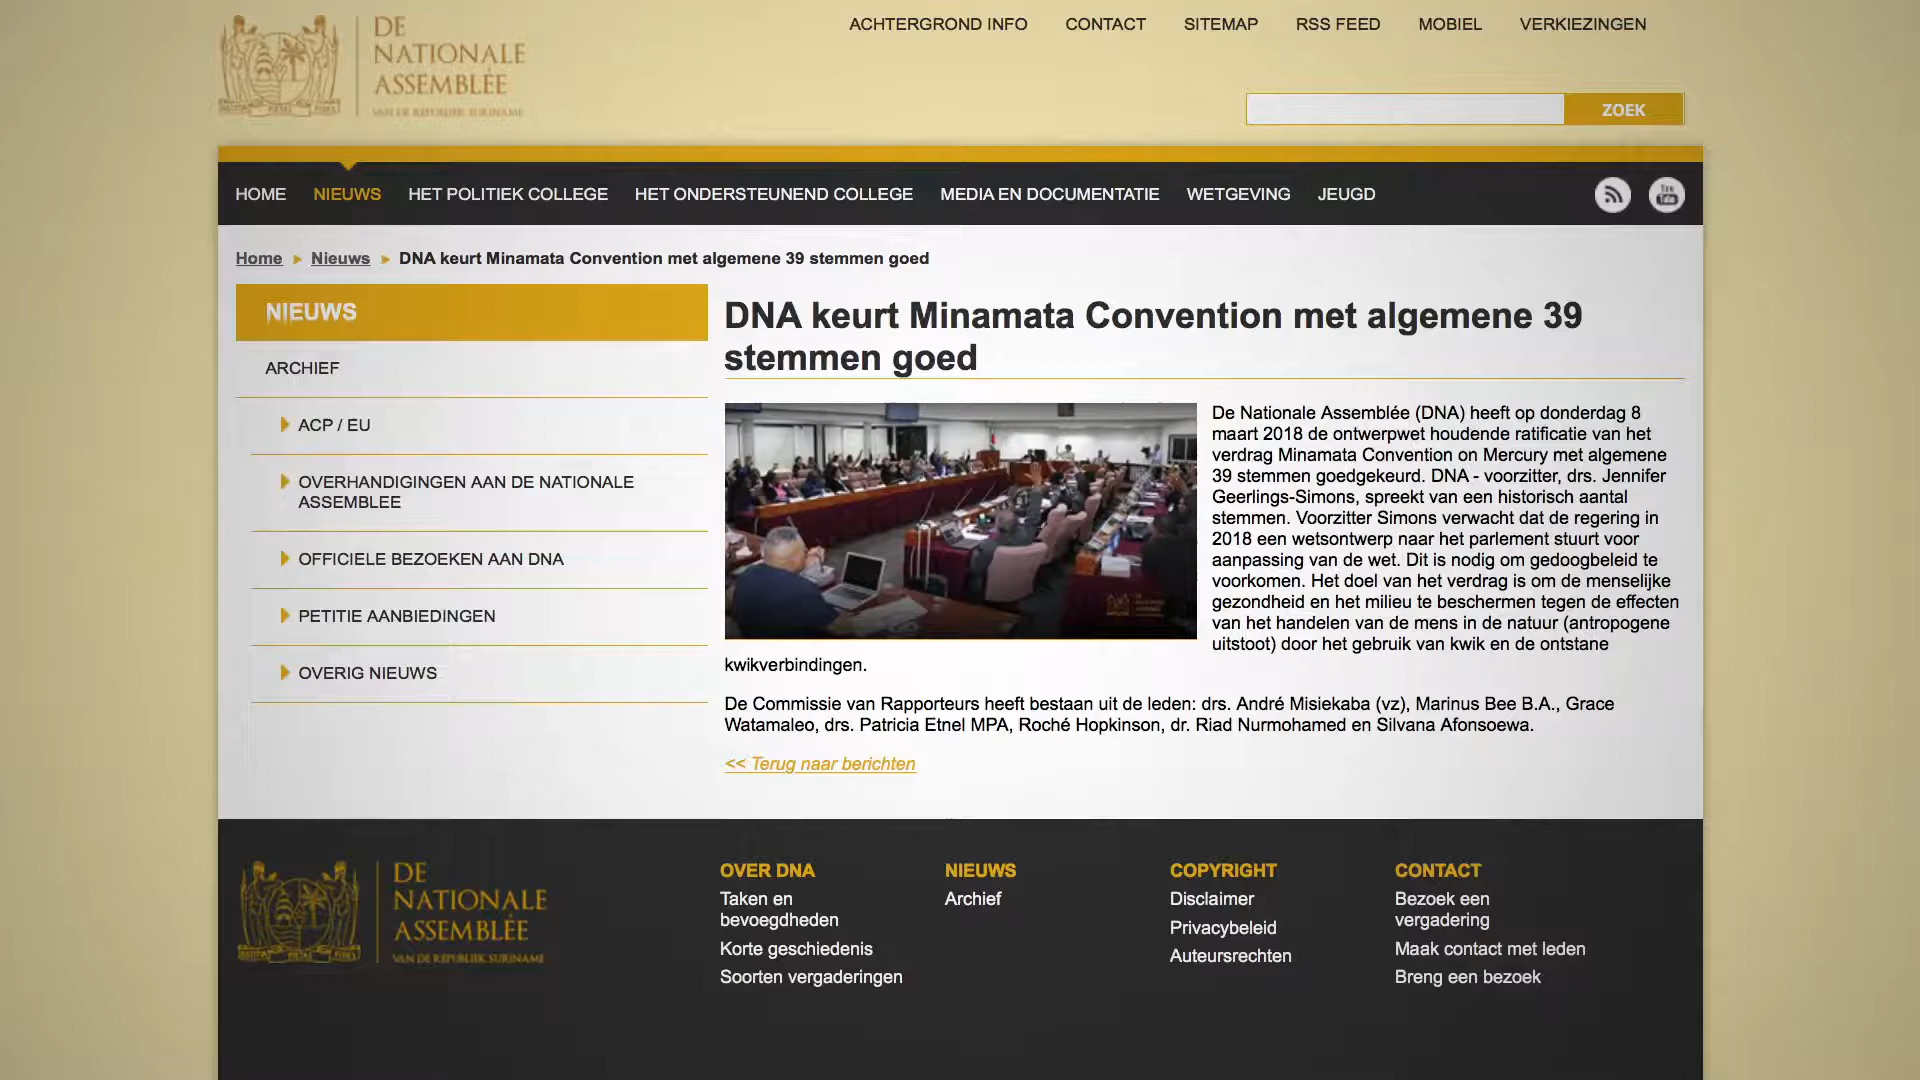 DE
NATIONALE
ASSEMBLÉE
VAN DE REPUBLIEK SURINAME
ACHTERGROND INFO CONTACT SITEMAP RSS FEED MOBIEL VERKIEZINGEN
ZOEK
HOME NIEUWS HET POLITIEK COLLEGE HET ONDERSTEUNEND COLLEGE MEDIA EN DOCUMENTATIE WETGEVING JEUGD
You Tube
Home Nieuws DNA keurt Minamata Convention met algemene 39 stemmen goed
NIEUWS
ARCHIEF
ACP / EU
OVERHANDIGINGEN AAN DE NATIONALE
ASSEMBLEE
OFFICIELE BEZOEKEN AAN DNA
PETITIE AANBIEDINGEN
OVERIG NIEUWS
DNA keurt Minamata Convention met algemene 39
stemmen goed
De Nationale Assemblée (DNA) heeft op donderdag 8
maart 2018 de ontwerpwet houdende ratificatie van het
verdrag Minamata Convention on Mercury met algemene
39 stemmen goedgekeurd. DNA - voorzitter, drs. Jennifer
Geerlings-Simons, spreekt van een historisch aantal
stemmen. Voorzitter Simons verwacht dat de regering in
2018 een wetsontwerp naar het parlement stuurt voor
aanpassing van de wet. Dit is nodig om gedoogbeleid te
voorkomen. Het doel van het verdrag is om de menselijke
gezondheid en het milieu te beschermen tegen de effecten
van het handelen van de mens in de natuur (antropogene
uitstoot) door het gebruik van kwik en de ontstane
kwikverbindingen.
De Commissie van Rapporteurs heeft bestaan uit de leden: drs. André Misiekaba (vz), Marinus Bee B.A., Grace
Watamaleo, drs. Patricia Etnel MPA, Roché Hopkinson, dr. Riad Nurmohamed en Silvana Afonsoewa.
<< Terug naar berichten
DE
NATIONALE
ASSEMBLÉE
VAN DE REPUBLIEK SURINAME
OVER DNA
Taken en
bevoegdheden
Korte geschiedenis
Soorten vergaderingen
NIEUWS
Archief
COPYRIGHT
Disclaimer
Privacybeleid
Auteursrechten
CONTACT
Bezoek een
vergadering
Maak contact met leden
Breng een bezoek